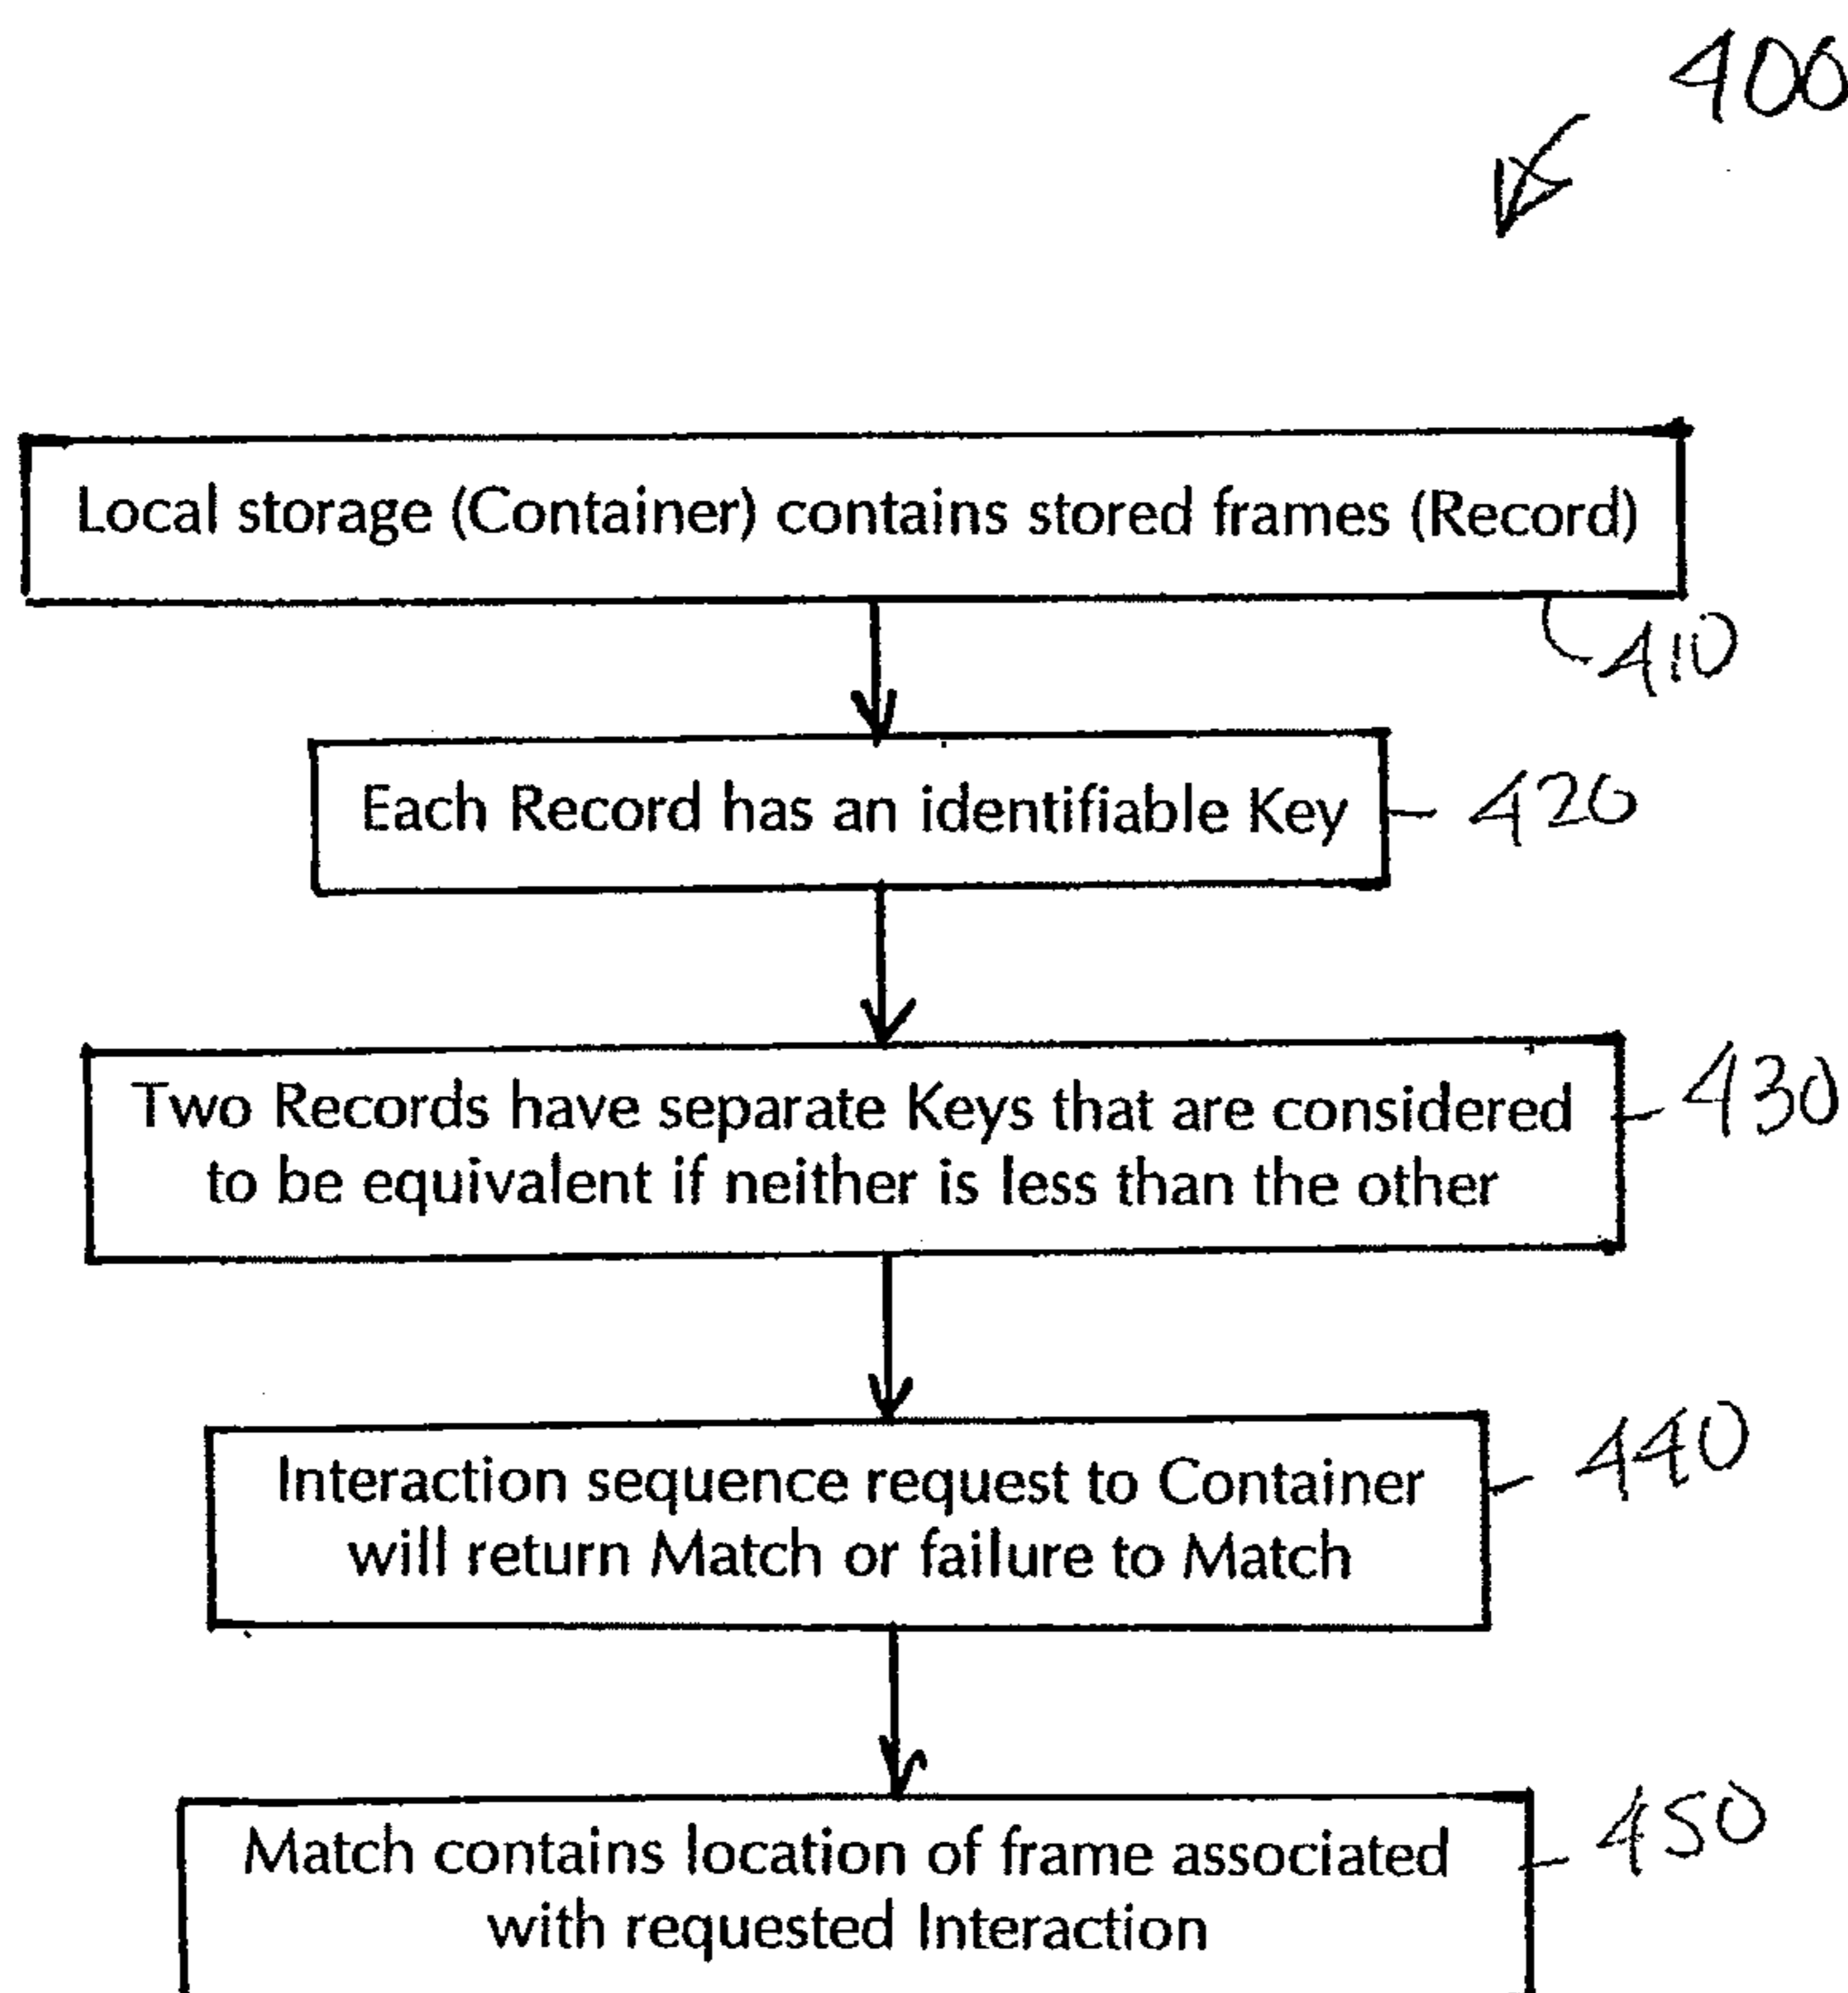 400
Local storage (Container) contains stored frames (Record)
410
Each Record has an identifiable Key
420
Two Records have separate Keys that are considered
to be equivalent if neither is less than the other
430
Interaction sequence request to Container
will return Match or failure to Match
440
Match contains location of frame associated
with requested Interaction
450